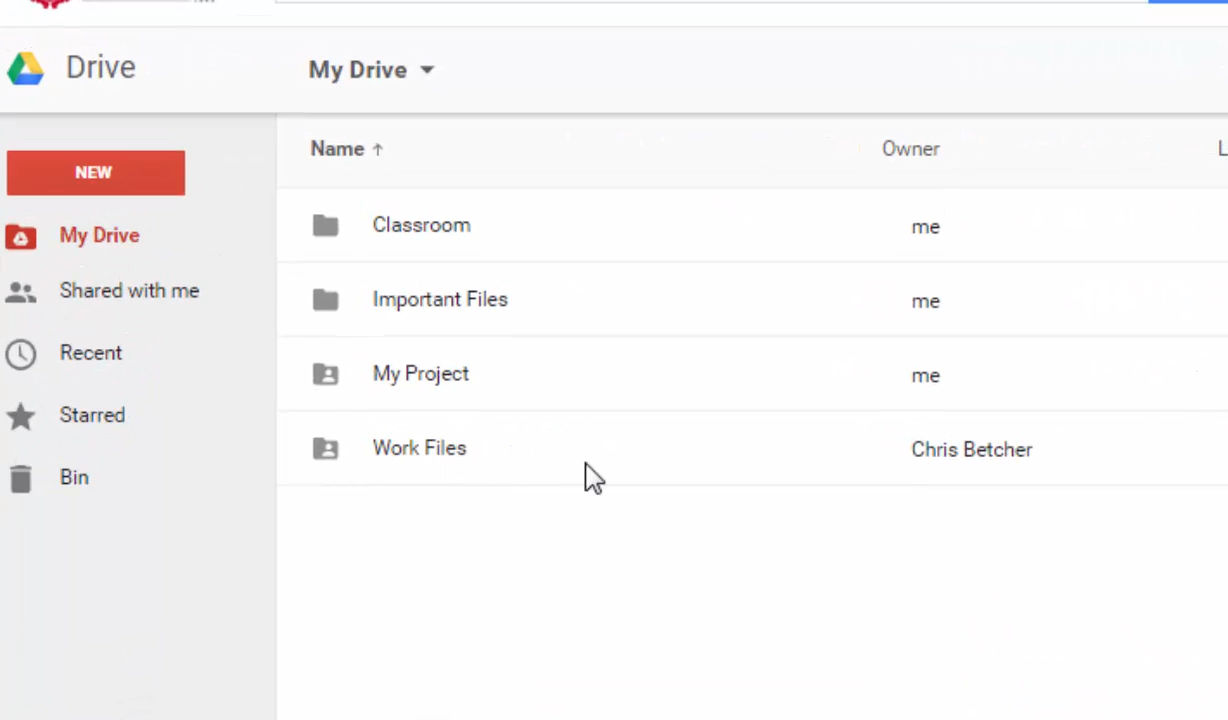 Drive
My Drive
NEW
My Drive
Shared with me
Recent
Starred
Bin
Name ↑
Owner
Classroom
me
Important Files
me
My Project
me
Work Files
Chris Betcher